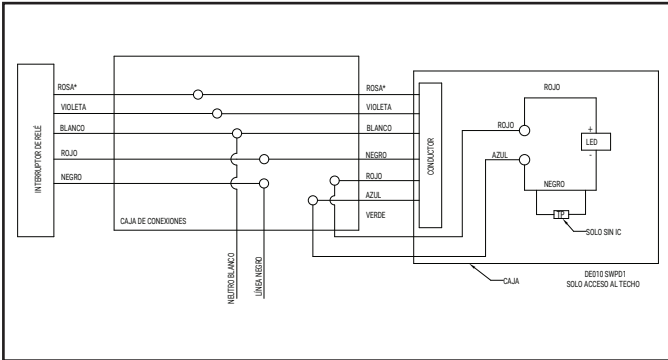 INTERRUPTOR DE RELÉ
ROSA*
VIOLETA
BLANCO
ROJO
NEGRO
CAJA DE CONEXIONES
NEUTRO BLANCO
LÍNEA NEGRO
ROSA*
VIOLETA
BLANCO
NEGRO
ROJO
AZUL
VERDE
CONDUCTOR
ROJO
ROJO
AZUL
+
LED
-
NEGRO
TP
SOLO SIN IC
CAJA
DE010 SWPD1
SOLO ACCESO AL TECHO